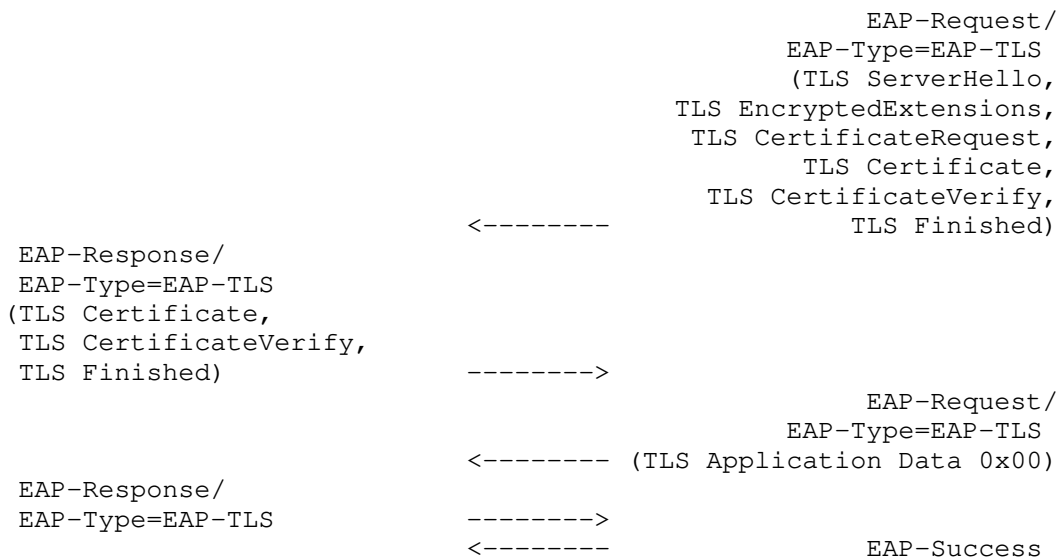 EAP-Request/
EAP-Type=EAP-TLS
(TLS ServerHello,
TLS EncryptedExtensions,
TLS CertificateRequest,
TLS Certificate,
TLS CertificateVerify,
<-------- TLS Finished)
EAP-Response/
EAP-Type=EAP-TLS
(TLS Certificate,
TLS CertificateVerify,
TLS Finished) -------->
EAP-Request/
EAP-Type=EAP-TLS
<-------- (TLS Application Data 0x00)
EAP-Response/
EAP-Type=EAP-TLS -------->
<-------- EAP-Success